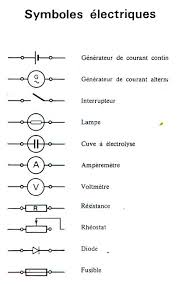 Symboles électriques
Générateur de courant contin
G Générateur de courant altern
Interrupteur
Lampe
Cuve à électrolyse
A Ampèremètre
V Voltmètre
R Résistance
Rhéostat
Diode
Fusible